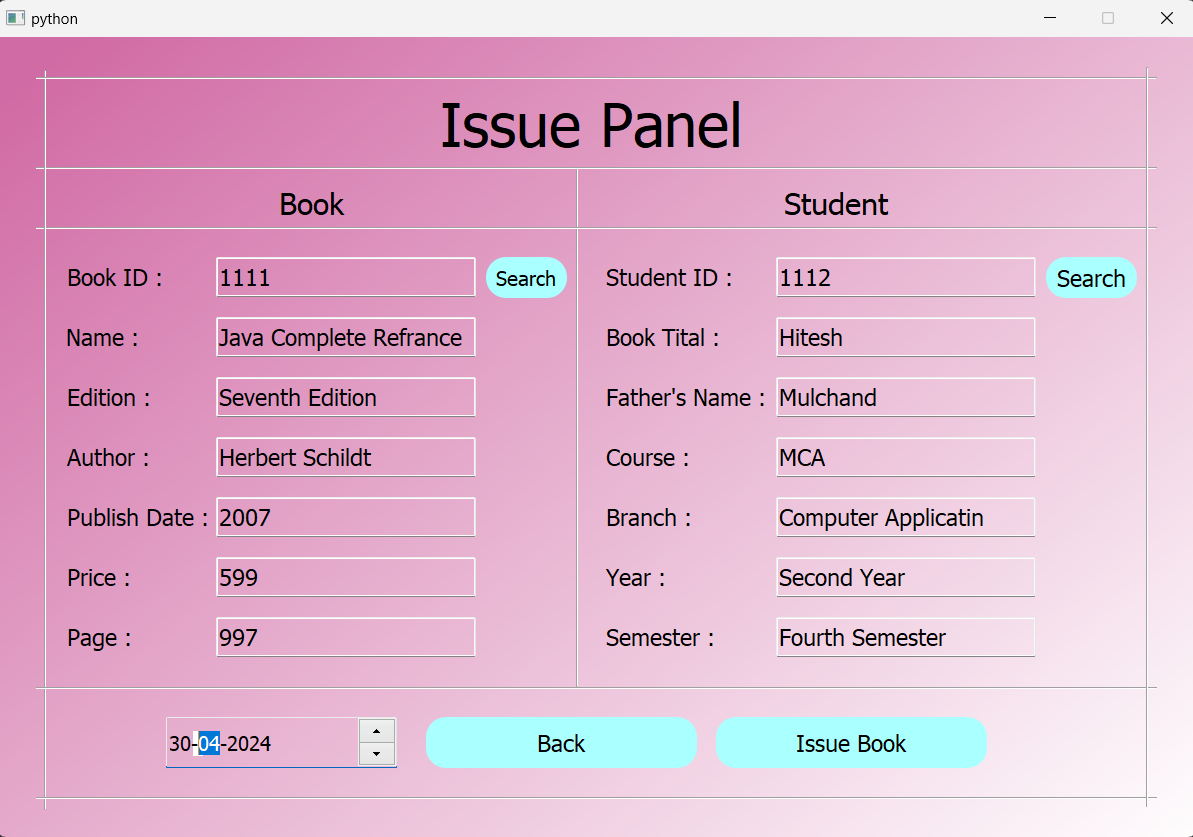 python
Issue Panel
Book
Student
Book ID : 1111 Search
Student ID : 1112 Search
Name : Java Complete Refrance
Book Tital : Hitesh
Edition : Seventh Edition
Father's Name : Mulchand
Author : Herbert Schildt
Course : MCA
Publish Date : 2007
Branch : Computer Applicatin
Price : 599
Year : Second Year
Page : 997
Semester : Fourth Semester
30-04-2024
Back
Issue Book